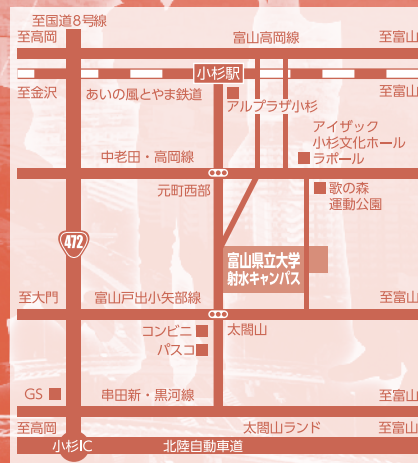 至国道8号線
至高岡
富山高岡線
至富山
小杉駅
至金沢
あいの風とやま鉄道
至富山
アルプラザ小杉
アイザック
小杉文化ホール
ラポール
中老田・高岡線
元町西部
歌の森
運動公園
472
富山県立大学
射水キャンパス
至大門
富山戸出小矢部線
至富山
コンビニ
太閤山
パスコ
GS
串田新・黒河線
至富山
至高岡
太閤山ランド
至富山
小杉IC
北陸自動車道